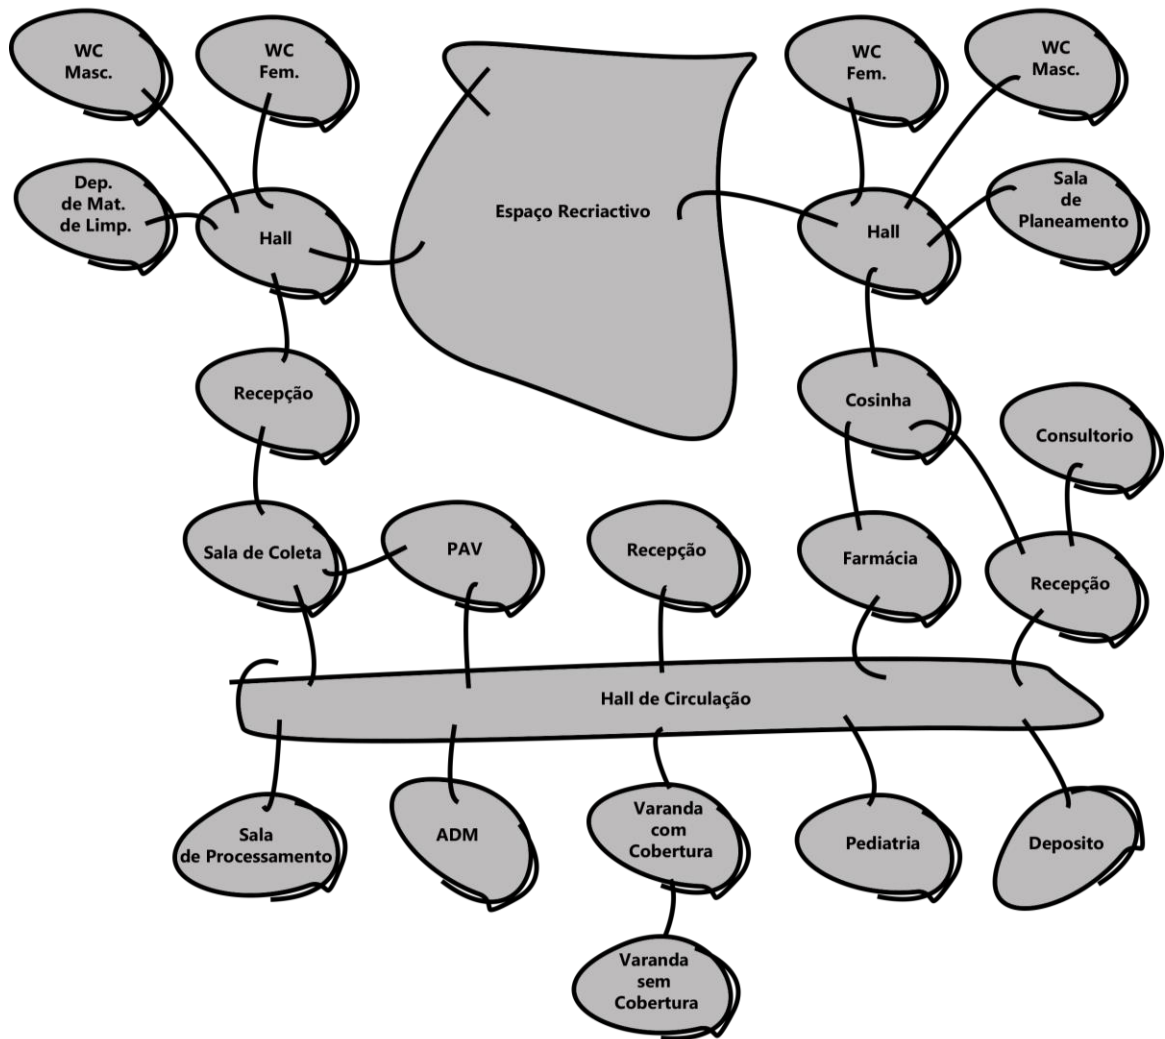 WC
Masc.
WC
Fem.
WC
Fem.
WC
Masc.
Dep.
de Mat.
de Limp.
Hall
Espaço Recriactivo
Hall
Sala
de
Planeamento
Recepção
Cosinha
Consultorio
Sala de Coleta
PAV
Recepção
Farmácia
Recepção
Hall de Circulação
Sala
de Processamento
ADM
Varanda
com
Cobertura
Pediatria
Deposito
Varanda
sem
Cobertura